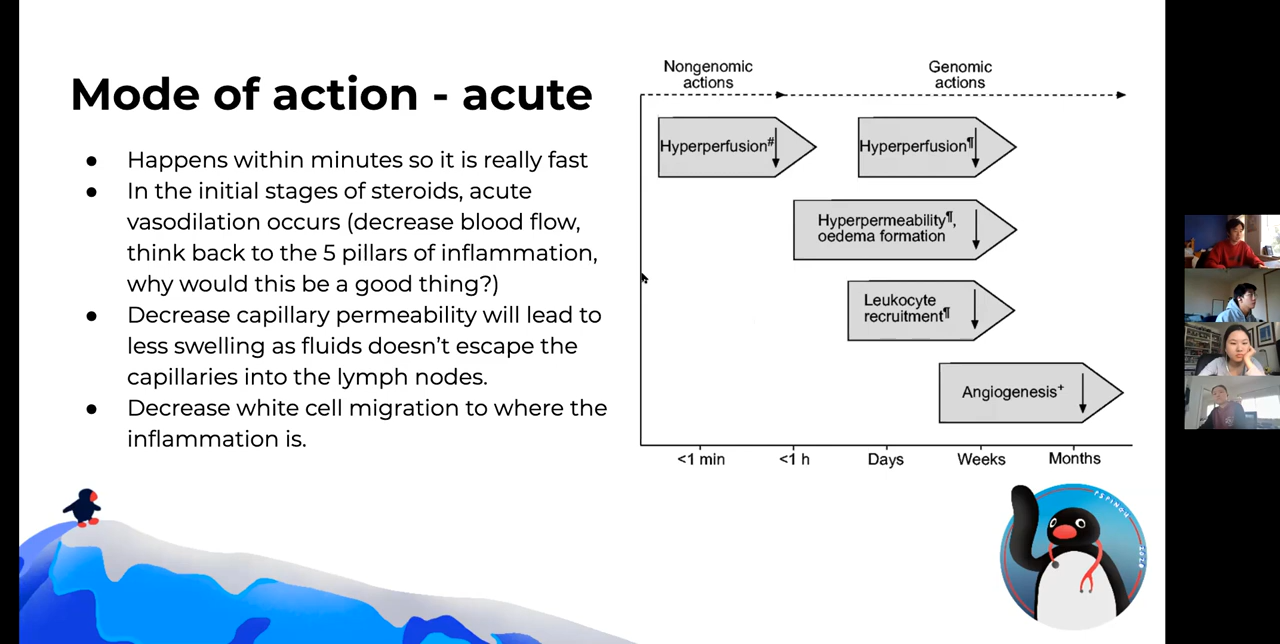 Mode of action - acute
● Happens within minutes so it is really fast
● In the initial stages of steroids, acute
vasodilation occurs (decrease blood flow,
think back to the 5 pillars of inflammation,
why would this be a good thing?)
● Decrease capillary permeability will lead to
less swelling as fluids doesn't escape the
capillaries into the lymph nodes.
● Decrease white cell migration to where the
inflammation is.
Nongenomic
actions
Genomic
actions
Hyperperfusion#
Hyperperfusion¶
Hyperpermeability¶,
oedema formation
Leukocyte
recruitment¶
Angiogenesis+
<1 min
<1 h
Days
Weeks
Months
2020